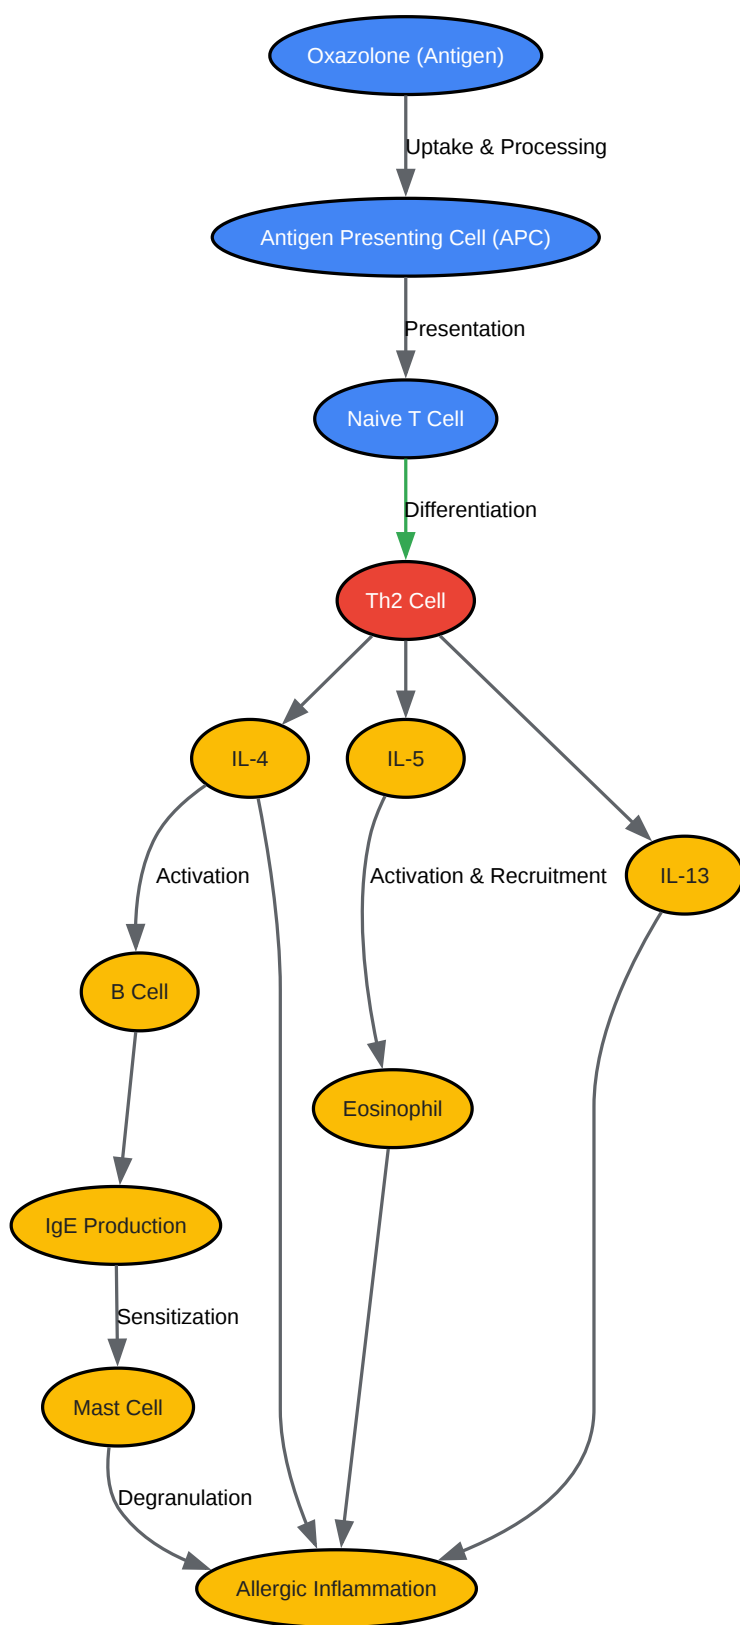 Oxazolone (Antigen)
Uptake & Processing
Antigen Presenting Cell (APC)
Presentation
Naive T Cell
Differentiation
Th2 Cell
IL-4
IL-5
Activation
Activation & Recruitment
IL-13
B Cell
Eosinophil
IgE Production
Sensitization
Mast Cell
Degranulation
Allergic Inflammation